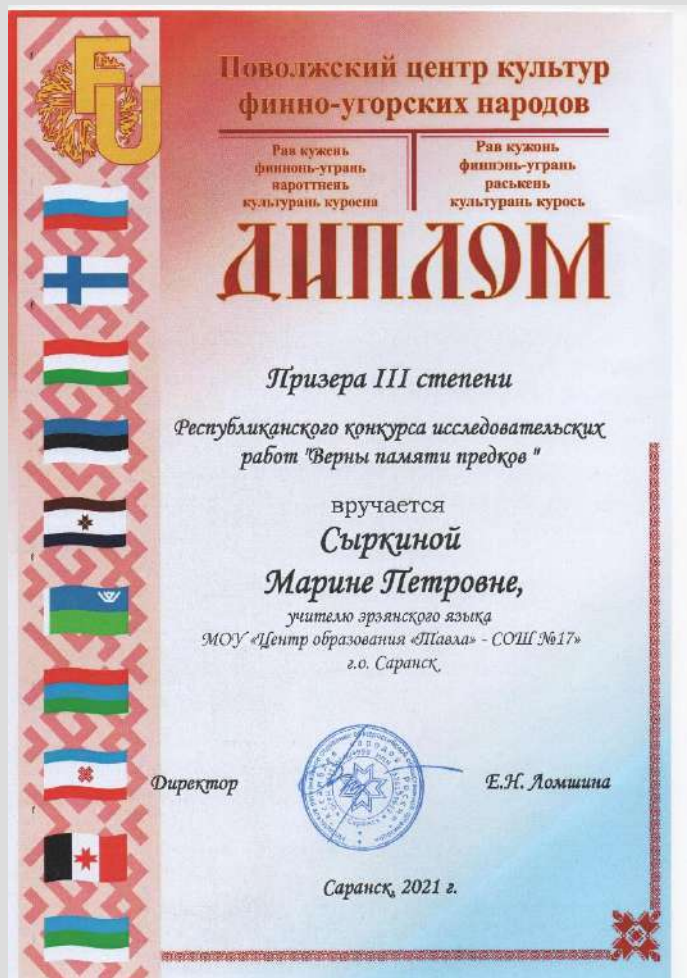 FU
Поволжский центр культур
финно-угорских народов
Рав кужень
финнонь-угрань
нароттнень
культурань куроспа
Рав кужонь
финпэнь-угрань
раськень
культурань курось
ДИПЛОМ
Призера III степени
Республиканского конкурса исследовательских
работ "Верны памяти предков "
вручается
Сыркиной
Марине Петровне,
учителю эрзянского языка
МОУ «Центр образования «Тавла» - СОШ №17»
г.о. Саранск
Директор
Е.Н. Ломшина
Саранск, 2021 г.